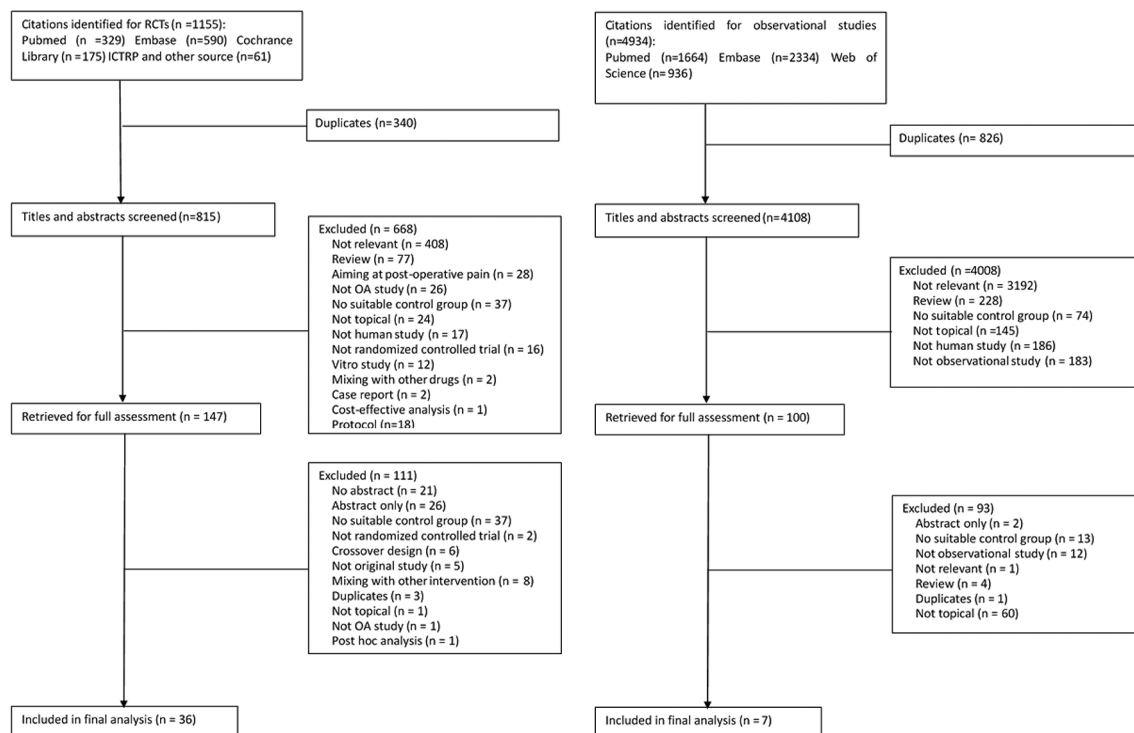 Citations identified for RCTs (n =1155):
Pubmed (n =329) Embase (n=590) Cochrance
Library (n =175) ICTRP and other source (n=61)
Duplicates (n=340)
Titles and abstracts screened (n=815)
Excluded (n = 668)
Not relevant (n = 408)
Review (n = 77)
Aiming at post-operative pain (n = 28)
Not OA study (n = 26)
No suitable control group (n = 37)
Not topical (n = 24)
Not human study (n = 17)
Not randomized controlled trial (n = 16)
Vitro study (n = 12)
Mixing with other drugs (n = 2)
Case report (n = 2)
Cost-effective analysis (n = 1)
Protocol (n=18)
Retrieved for full assessment (n = 147)
Excluded (n = 111)
No abstract (n = 21)
Abstract only (n = 26)
No suitable control group (n = 37)
Not randomized controlled trial (n = 2)
Crossover design (n = 6)
Not original study (n = 5)
Mixing with other intervention (n = 8)
Duplicates (n = 3)
Not topical (n = 1)
Not OA study (n = 1)
Post hoc analysis (n = 1)
Included in final analysis (n = 36)
Citations identified for observational studies
(n=4934):
Pubmed (n=1664) Embase (n=2334) Web of
Science (n=936)
Duplicates (n= 826)
Titles and abstracts screened (n=4108)
Excluded (n =4008)
Not relevant (n = 3192)
Review (n = 228)
No suitable control group (n = 74)
Not topical (n =145)
Not human study (n = 186)
Not observational study (n = 183)
Retrieved for full assessment (n = 100)
Excluded (n = 93)
Abstract only (n = 2)
No suitable control group (n = 13)
Not observational study (n = 12)
Not relevant (n = 1)
Review (n = 4)
Duplicates (n = 1)
Not topical (n = 60)
Included in final analysis (n = 7)